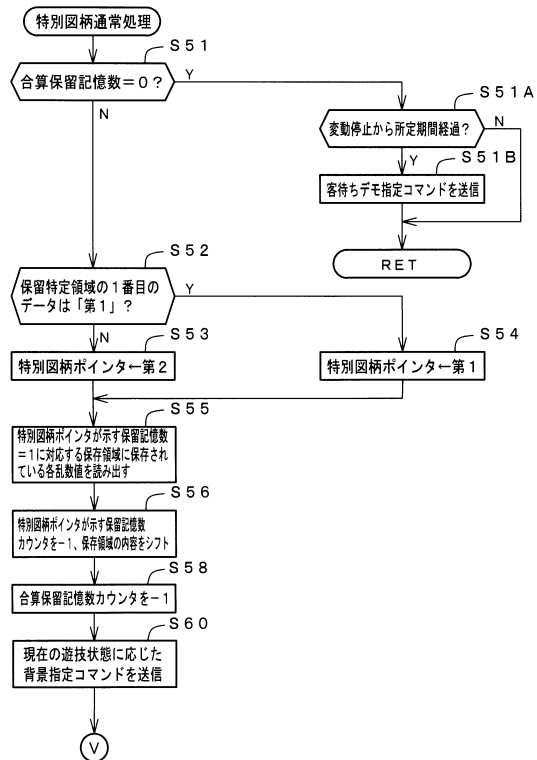 特別図柄通常処理
S51
合算保留記憶数=0?
Y
N
S51A
変動停止から所定期間経過?
N
Y
S51B
客待ちデモ指定コマンドを送信
RET
S52
保留特定領域の1番目の
データは「第1」?
Y
N
S53
特別図柄ポインター←第2
S54
特別図柄ポインター←第1
S55
特別図柄ポインタが示す保留記憶数
=1に対応する保存領域に保存され
ている各乱数値を読み出す
S56
特別図柄ポインタが示す保留記憶数
カウンタを-1、保存領域の内容をシフト
S58
合算保留記憶数カウンタを-1
S60
現在の遊技状態に応じた
背景指定コマンドを送信
V